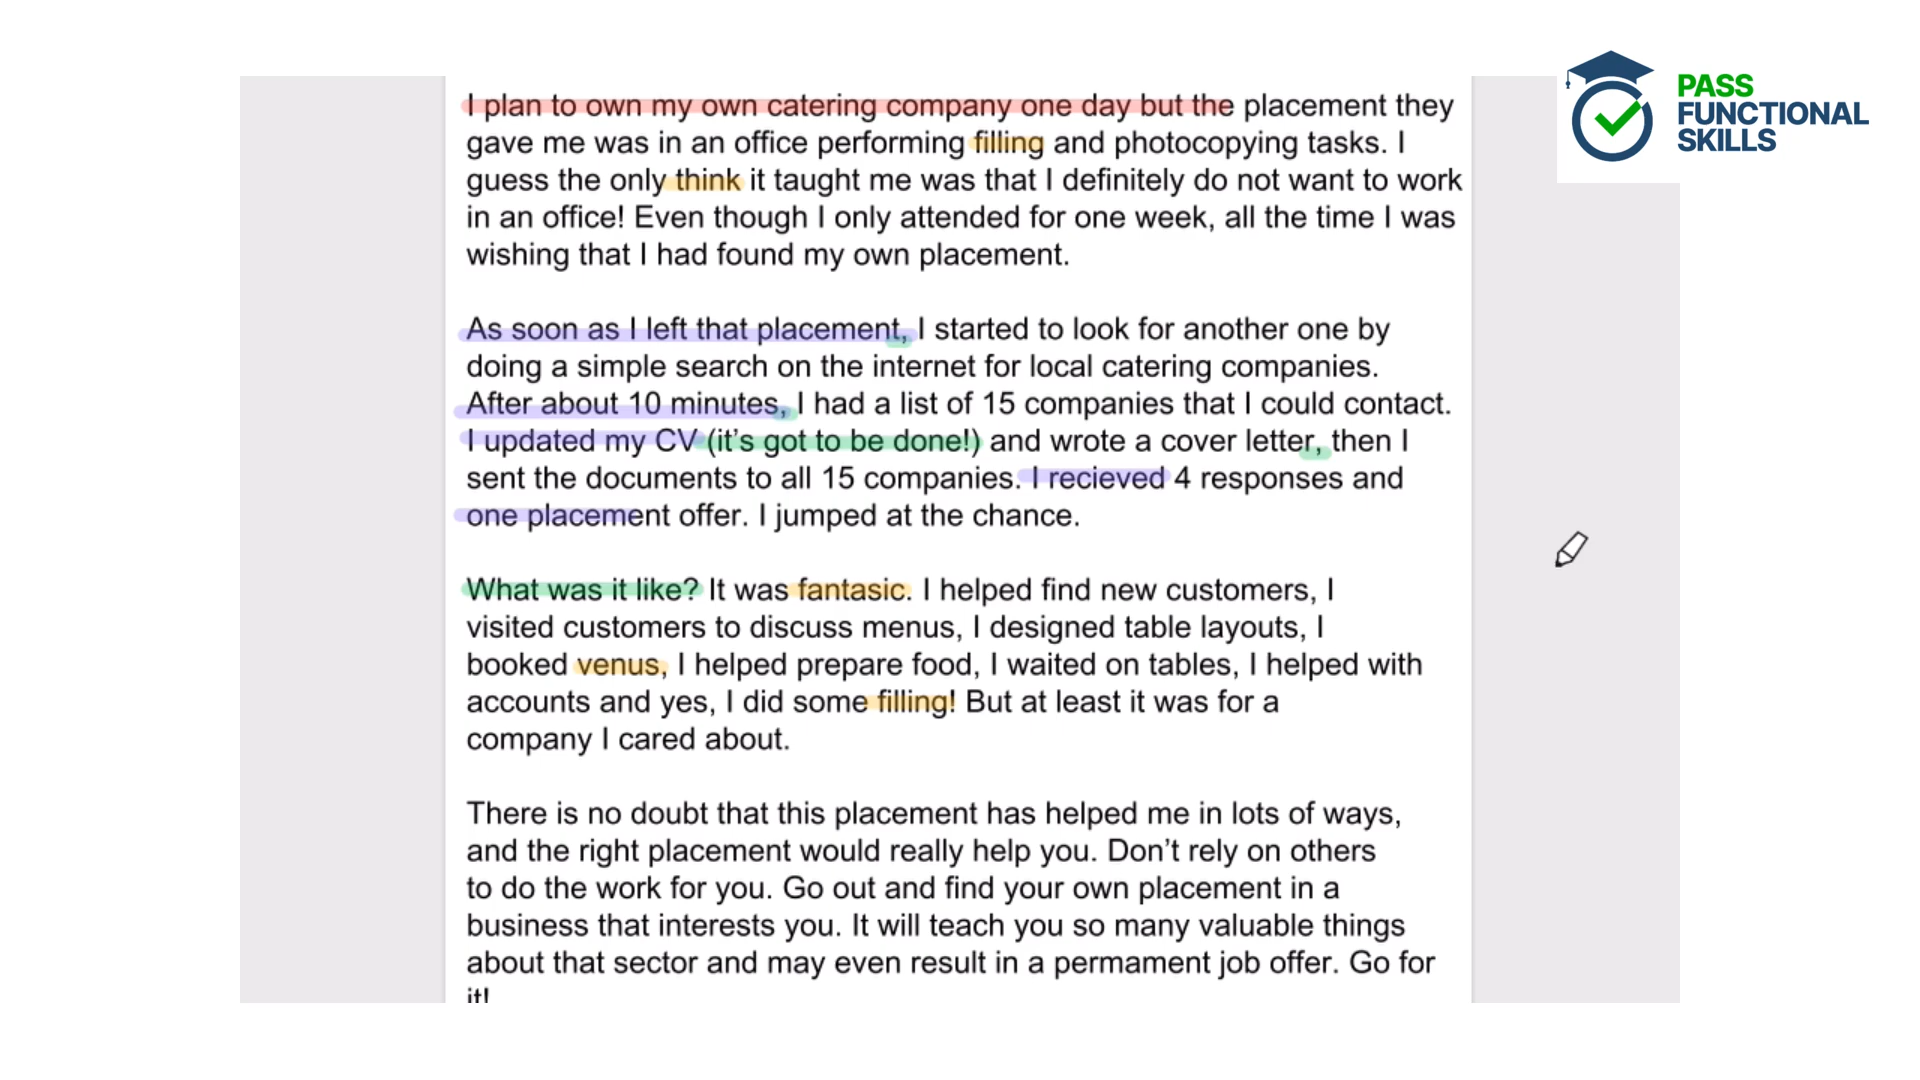 PASS
FUNCTIONAL
SKILLS
I plan to own my own catering company one day but the placement they
gave me was in an office performing filling and photocopying tasks. I
guess the only think it taught me was that I definitely do not want to work
in an office! Even though I only attended for one week, all the time I was
wishing that I had found my own placement.
As soon as I left that placement, I started to look for another one by
doing a simple search on the internet for local catering companies.
After about 10 minutes, I had a list of 15 companies that I could contact.
I updated my CV (it's got to be done!) and wrote a cover letter, then I
sent the documents to all 15 companies. I recieved 4 responses and
one placement offer. I jumped at the chance.
What was it like? It was fantasic. I helped find new customers, I
visited customers to discuss menus, I designed table layouts, I
booked venus, I helped prepare food, I waited on tables, I helped with
accounts and yes, I did some filling! But at least it was for a
company I cared about.
There is no doubt that this placement has helped me in lots of ways,
and the right placement would really help you. Don't rely on others
to do the work for you. Go out and find your own placement in a
business that interests you. It will teach you so many valuable things
about that sector and may even result in a permament job offer. Go for
it!